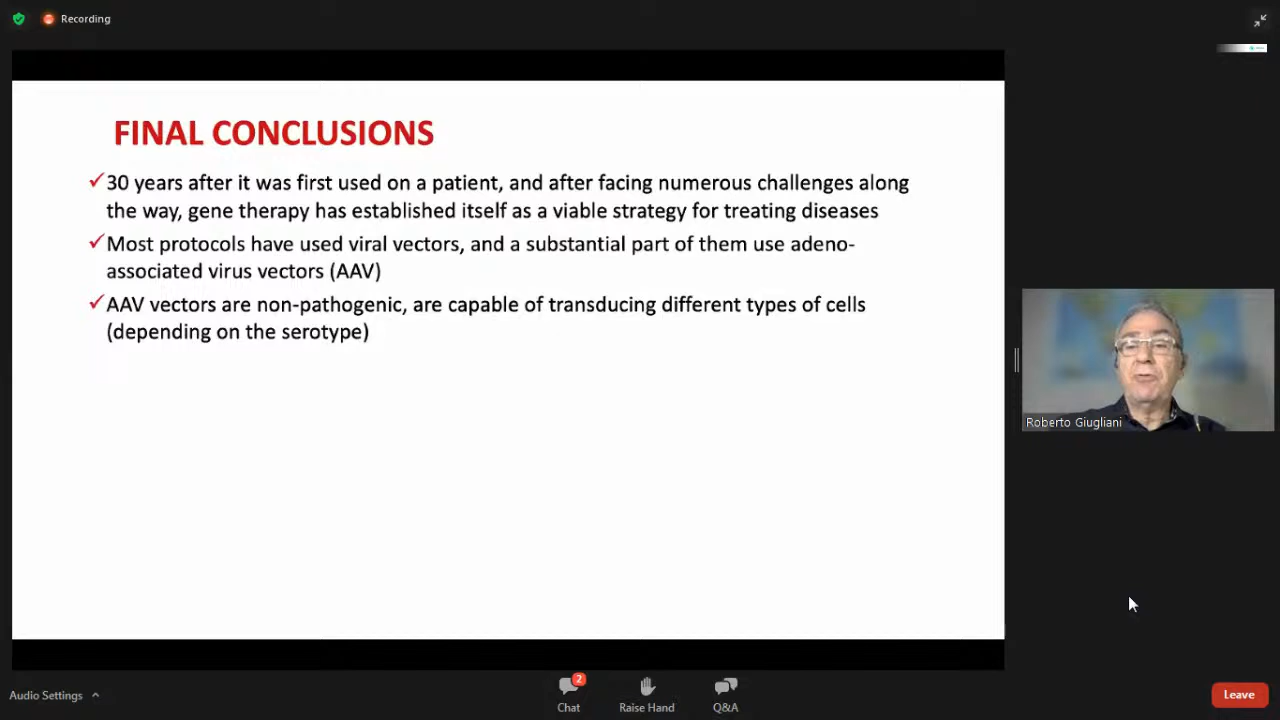 Recording
FINAL CONCLUSIONS
✓30 years after it was first used on a patient, and after facing numerous challenges along
the way, gene therapy has established itself as a viable strategy for treating diseases
✓Most protocols have used viral vectors, and a substantial part of them use adeno-
associated virus vectors (AAV)
✓AAV vectors are non-pathogenic, are capable of transducing different types of cells
(depending on the serotype)
Roberto Giugliani
Audio Settings
2
Chat
Raise Hand
Q&A
Leave